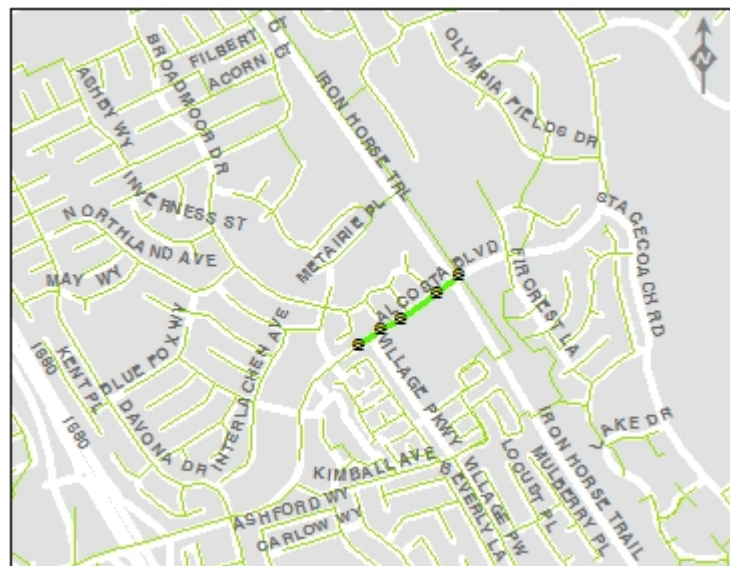 FILBERT CT
ACORN CT
BROADMOOR DR
ASHBY WY
IRON HORSE TRL
OLYMPIA FIELDS DR
N
INVERNESS ST
NORTHLAND AVE
METAIRIE PL
STAGECOACH RD
MAY WY
ALCOSTA BLVD
FIRCREST LA
BLUE FOX WY
INTERLACHEN AVE
I680
KENT PL
I680
DAVONA DR
VILLAGE PKWY
AKE DR
IRON HORSE TRAIL
KIMBALL AVE
ASHFORD WY
CARLOW WY
BEVERLY LA
VILLAGE PW
LOCUST PL
MULBERRY PL